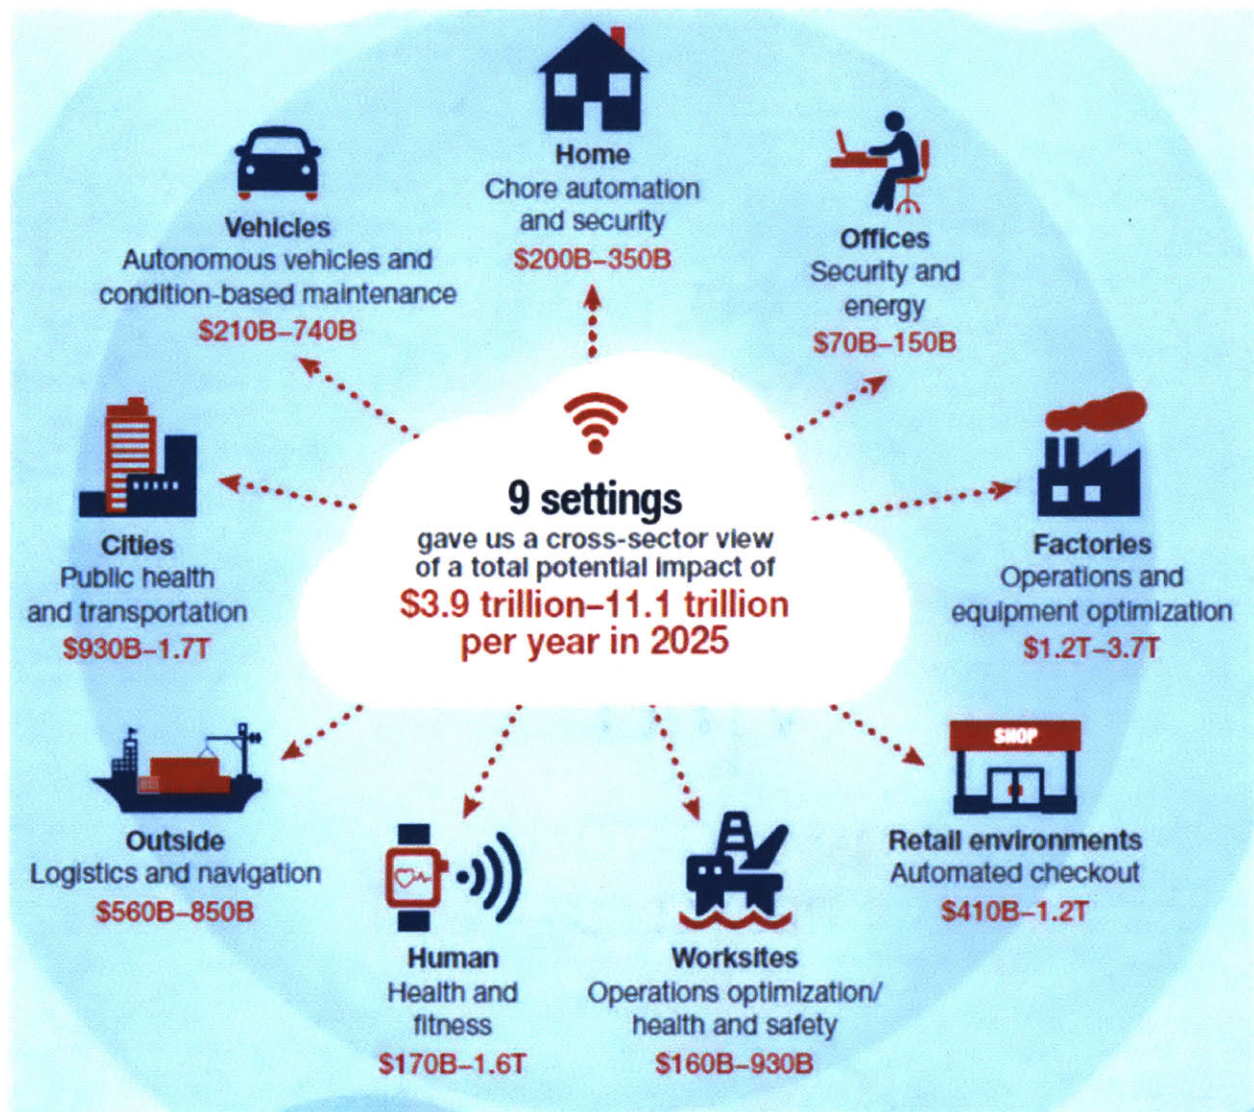 Home
Chore automation
and security
$200B–350B
Offices
Security and
energy
$70B–150B
Vehicles
Autonomous vehicles and
condition-based maintenance
$210B–740B
9 settings
gave us a cross-sector view
of a total potential impact of
$3.9 trillion–11.1 trillion
per year in 2025
Cities
Public health
and transportation
$930B–1.7T
Factories
Operations and
equipment optimization
$1.2T–3.7T
SHOP
Outside
Logistics and navigation
$560B–850B
Retail environments
Automated checkout
$410B–1.2T
Human
Health and
fitness
$170B–1.6T
Worksites
Operations optimization/
health and safety
$160B–930B